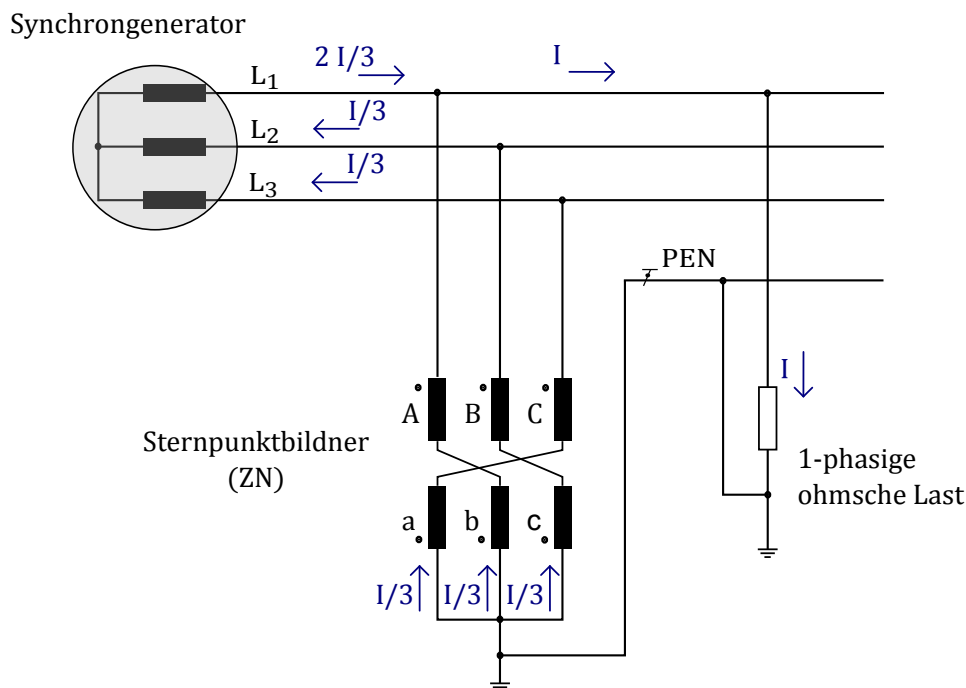 Synchrongenerator
L1
2 I/3
I
L2
I/3
L3
I/3
PEN
I
A
B
C
Sternpunktbildner
(ZN)
1-phasige
ohmsche Last
a
b
c
I/3
I/3
I/3